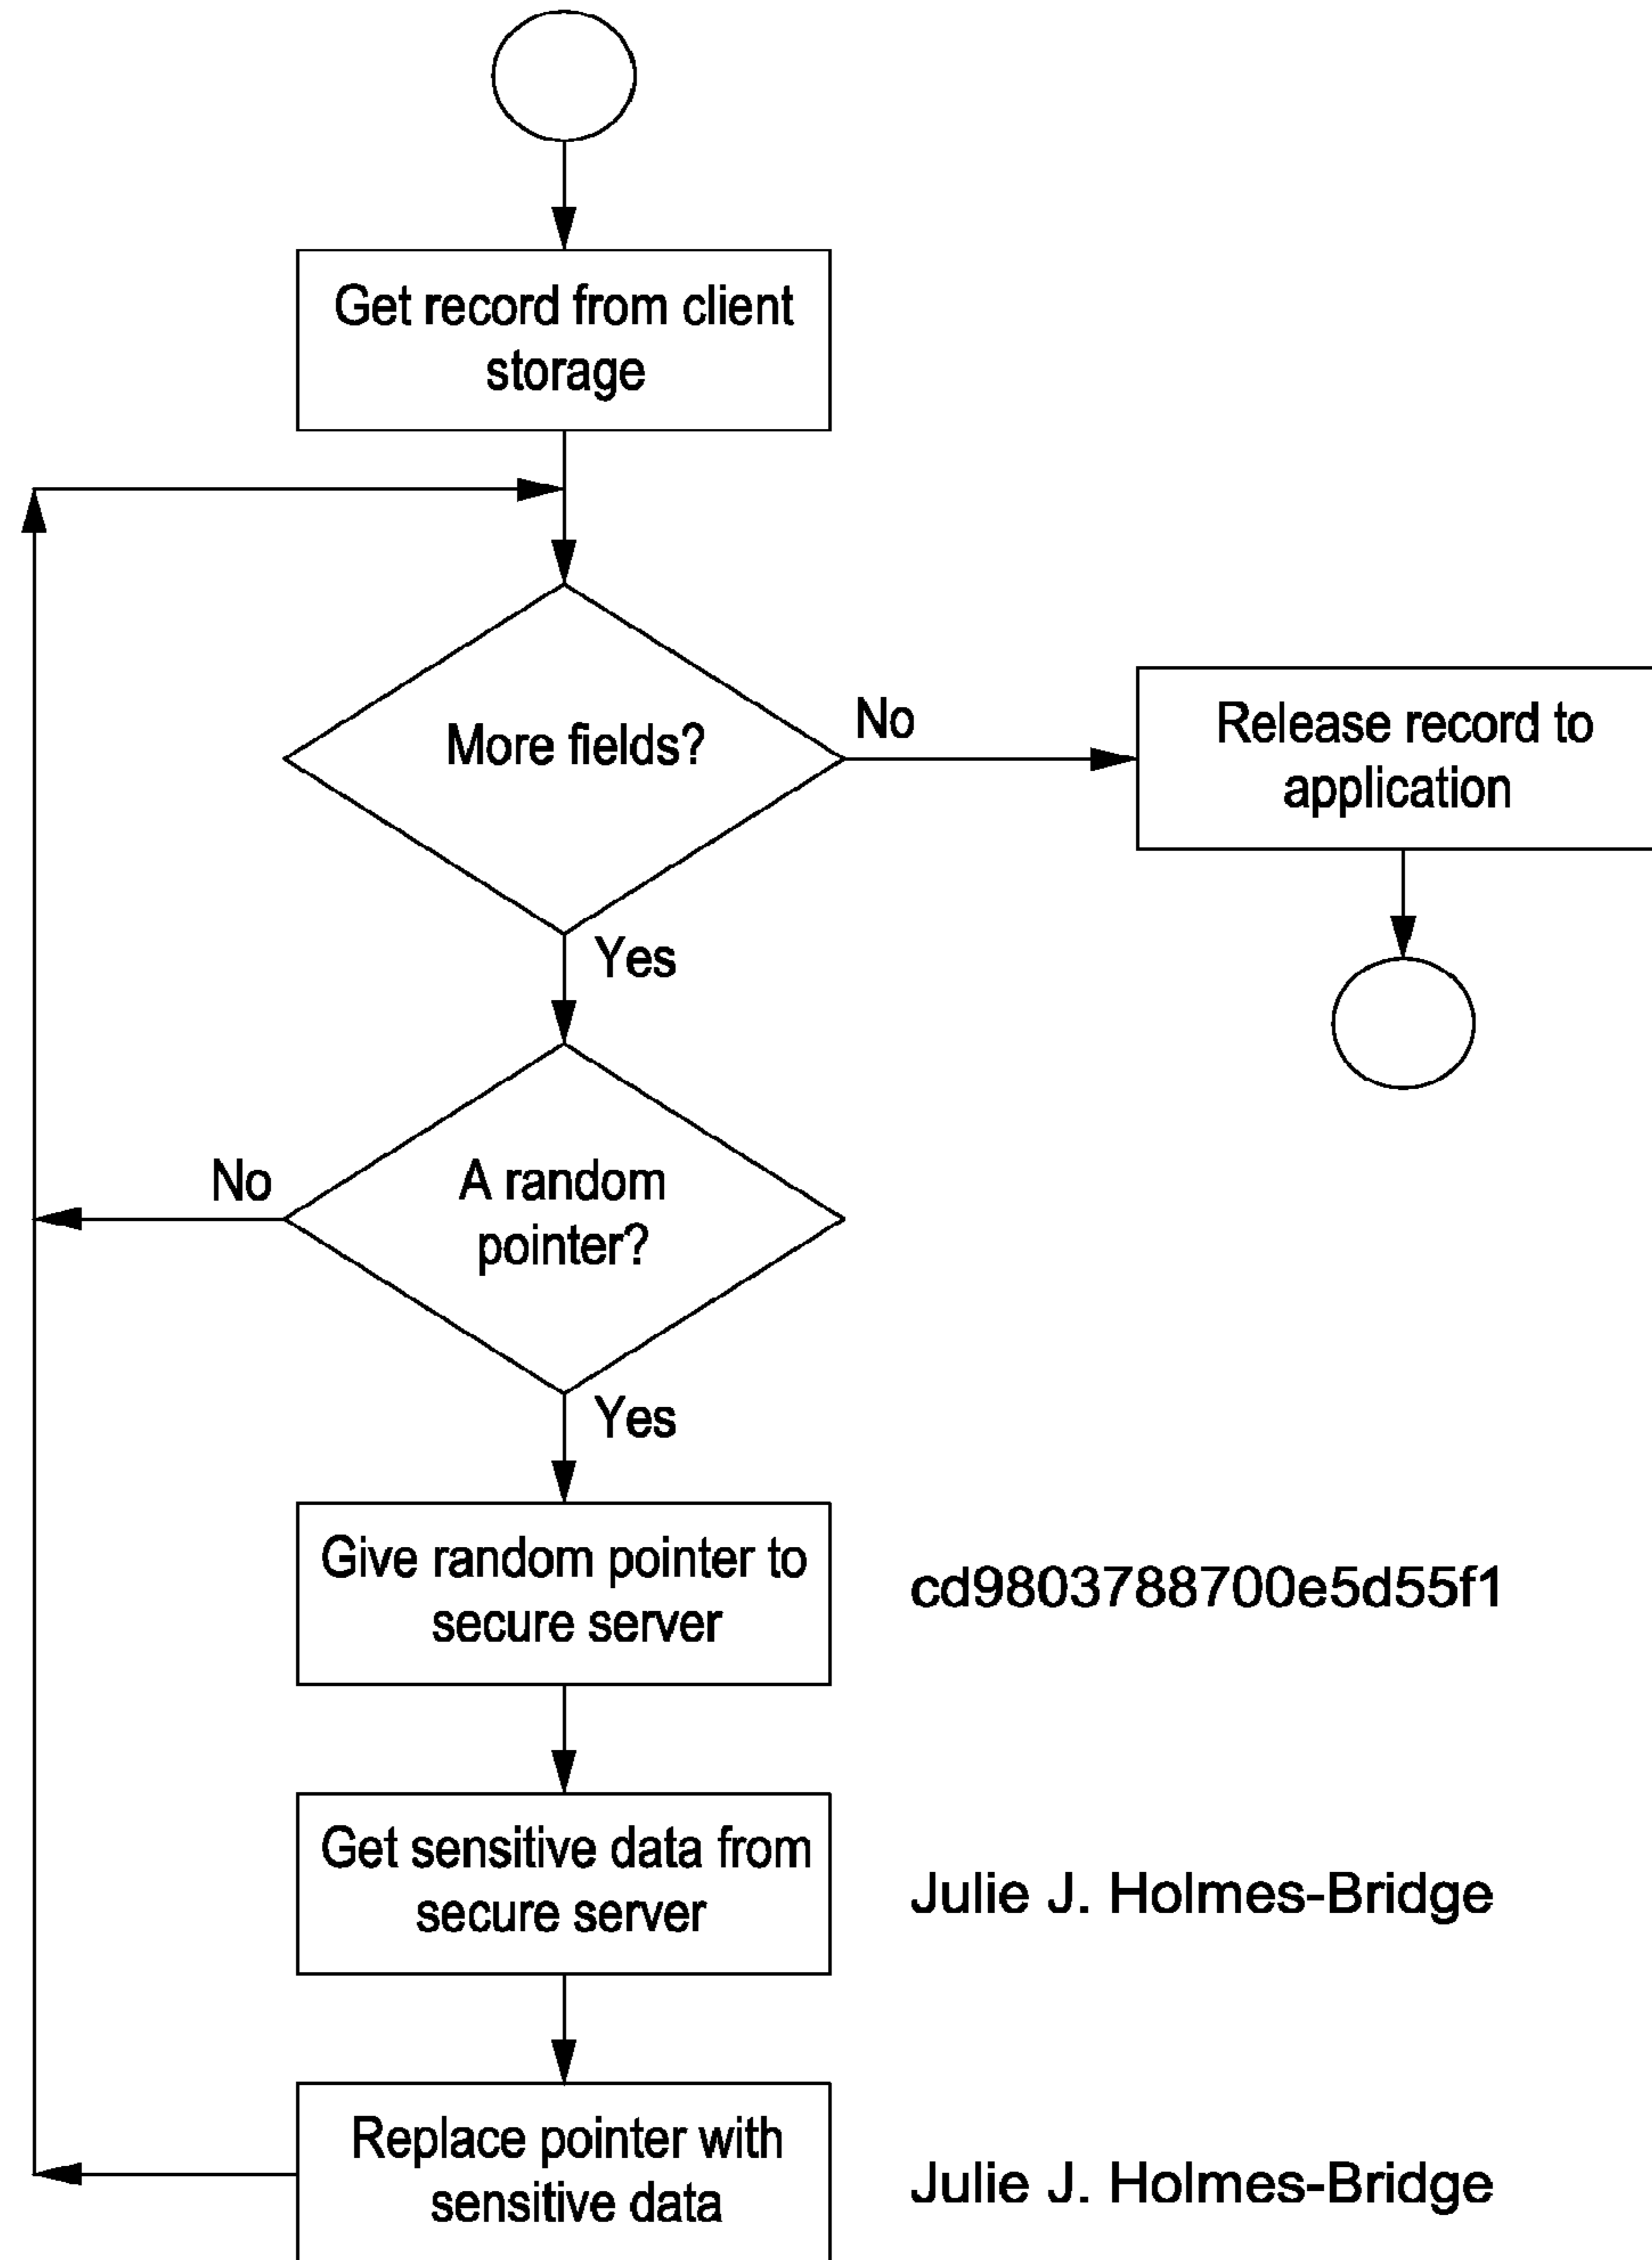 Get record from client
storage
More fields?
No
Release record to
application
Yes
A random
pointer?
No
Yes
Give random pointer to
secure server
cd9803788700e5d55f1
Get sensitive data from
secure server
Julie J. Holmes-Bridge
Replace pointer with
sensitive data
Julie J. Holmes-Bridge